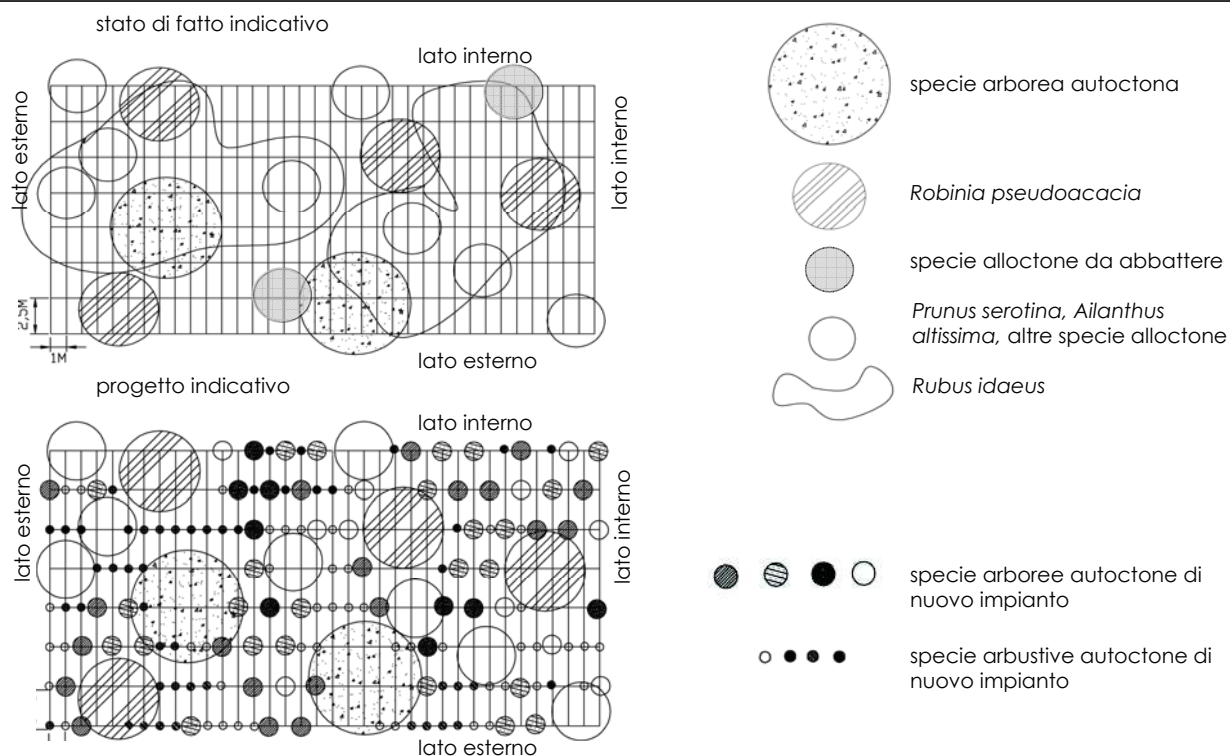 stato di fatto indicativo
lato interno
lato esterno
lato interno
2,5M
1M
lato esterno
progetto indicativo
lato interno
lato esterno
lato interno
lato esterno
specie arborea autoctona
Robinia pseudoacacia
specie alloctone da abbattere
Prunus serotina, Ailanthus
altissima, altre specie alloctone
Rubus idaeus
specie arboree autoctone di
nuovo impianto
specie arbustive autoctone di
nuovo impianto